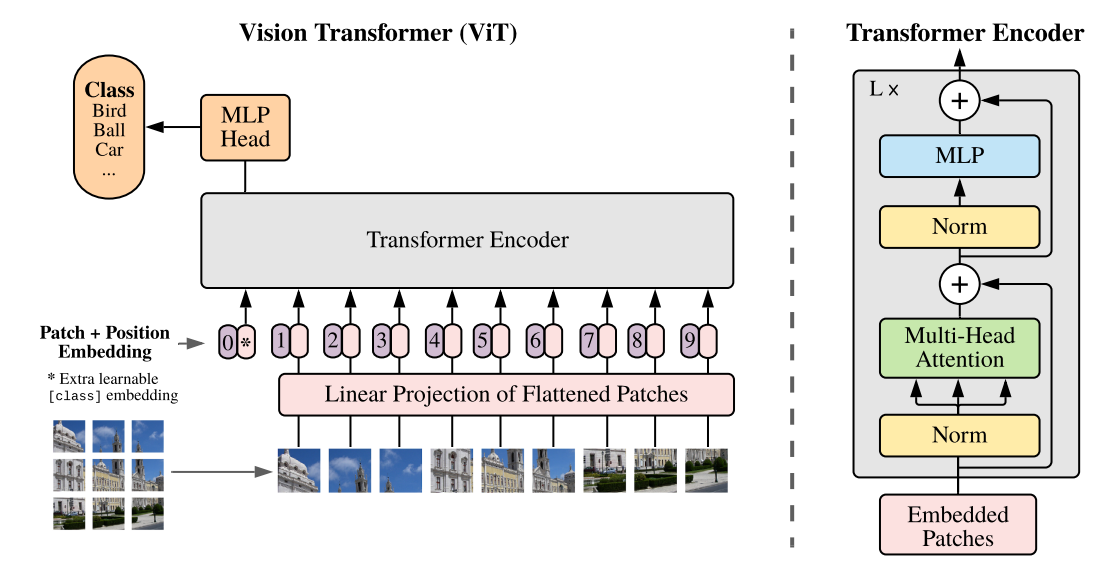 Vision Transformer (ViT)
Class
Bird
Ball
Car
...
MLP
Head
Transformer Encoder
Patch + Position
Embedding
0 * 1 2 3 4 5 6 7 8 9
* Extra learnable
[class] embedding
Linear Projection of Flattened Patches
Transformer Encoder
L x
+
MLP
Norm
+
Multi-Head
Attention
Norm
Embedded
Patches